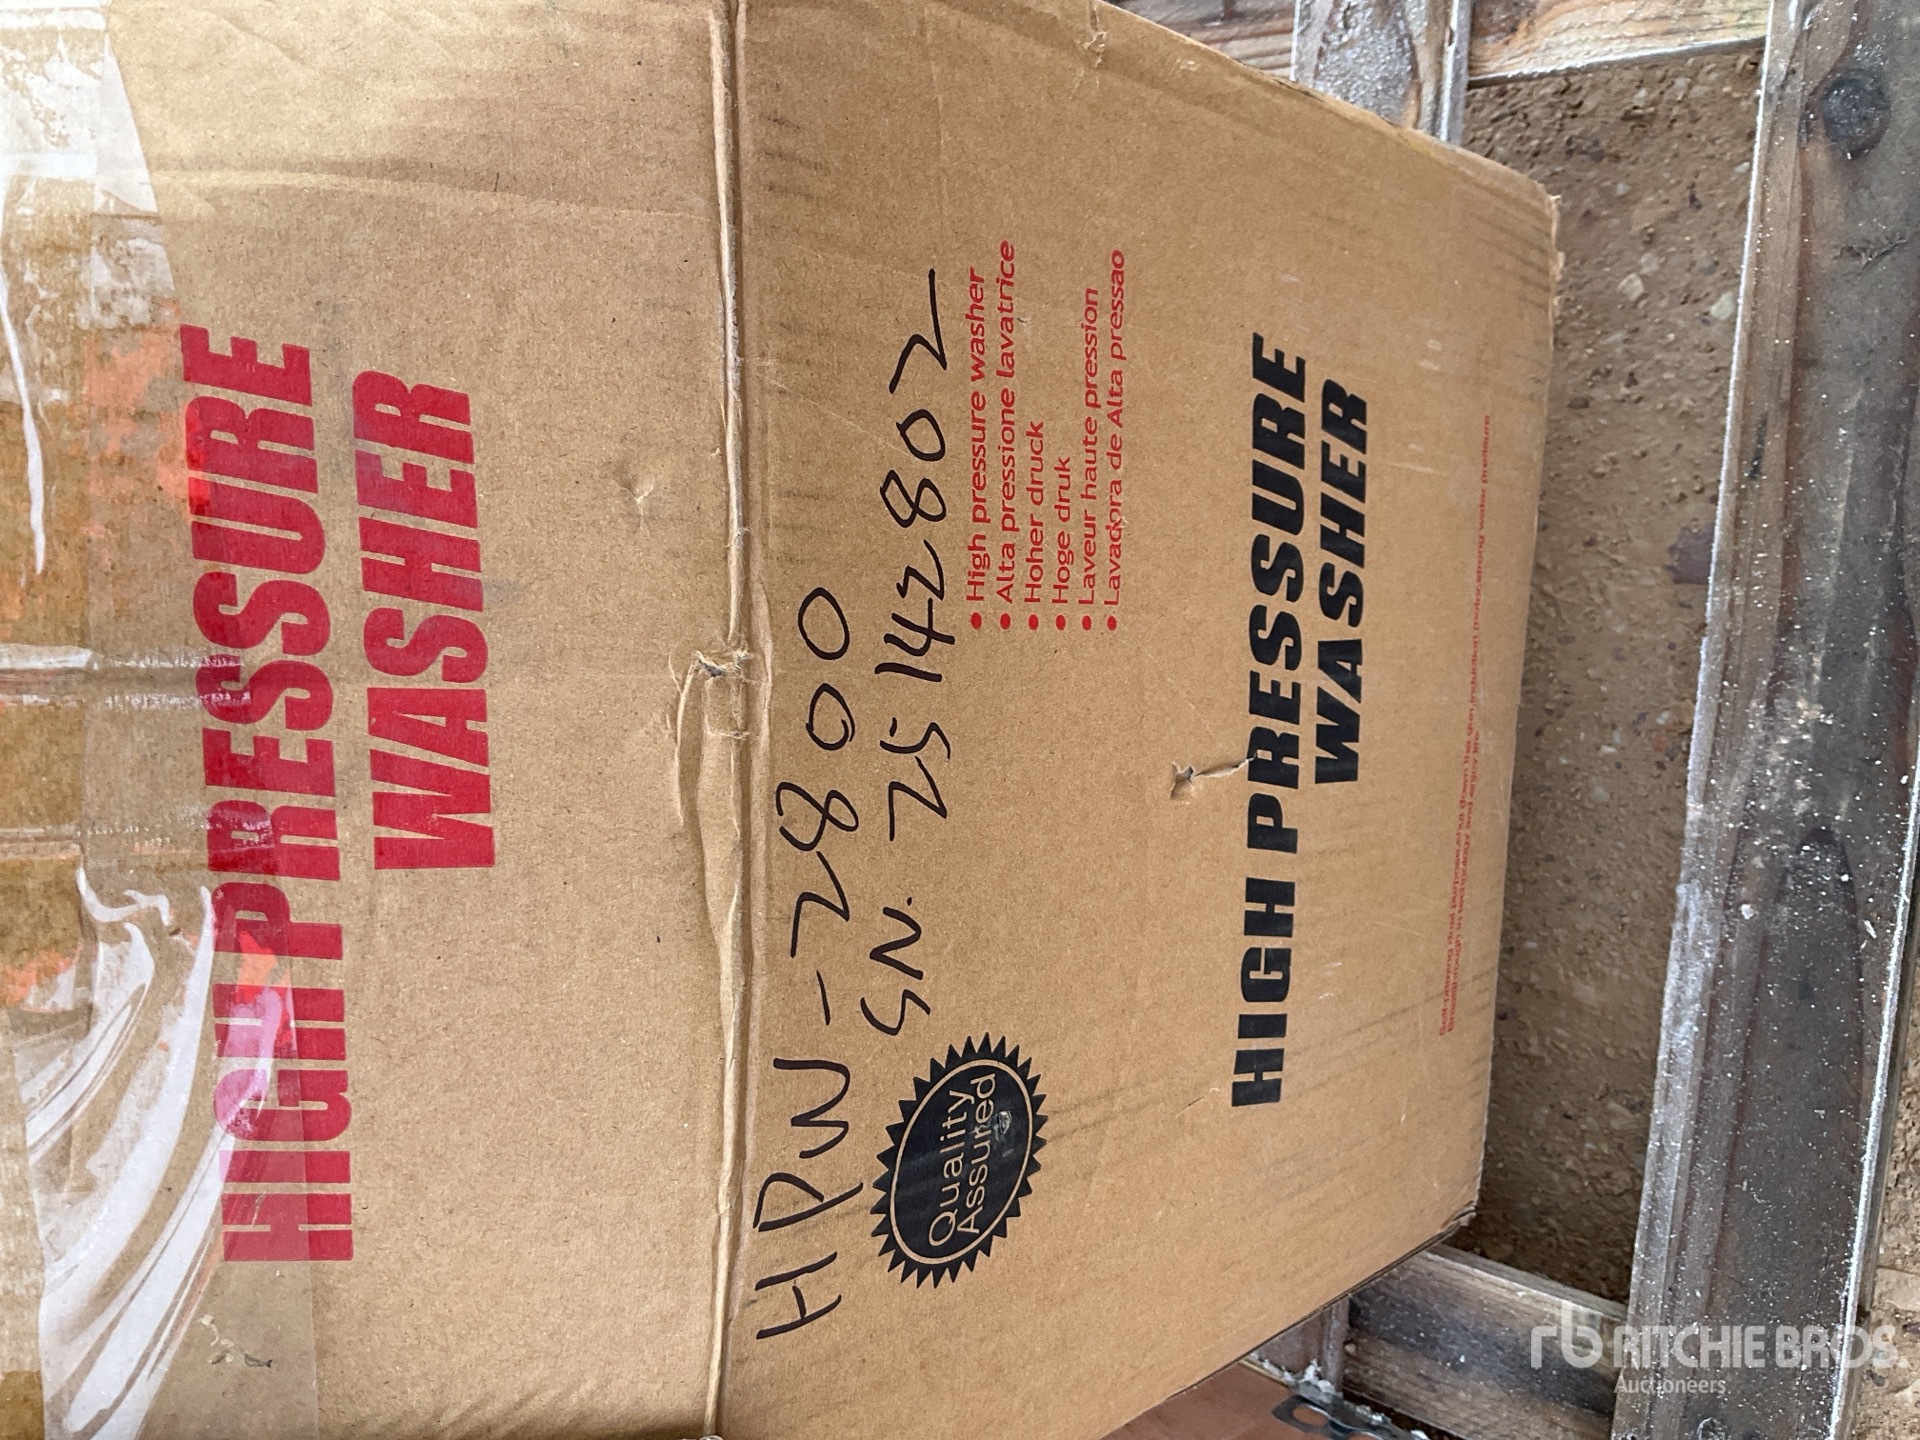 HIGH PRESSURE
WASHER
HPW-2800
SN. 25142802
Quality
Assured
• High pressure washer
• Alta pressione lavatrice
• Hoher druck
• Hoge druk
• Laveur haute pression
• Lavadora de Alta pressao
HIGH PRESSURE
WASHER
rb RITCHIE BROS.
Auctioneers